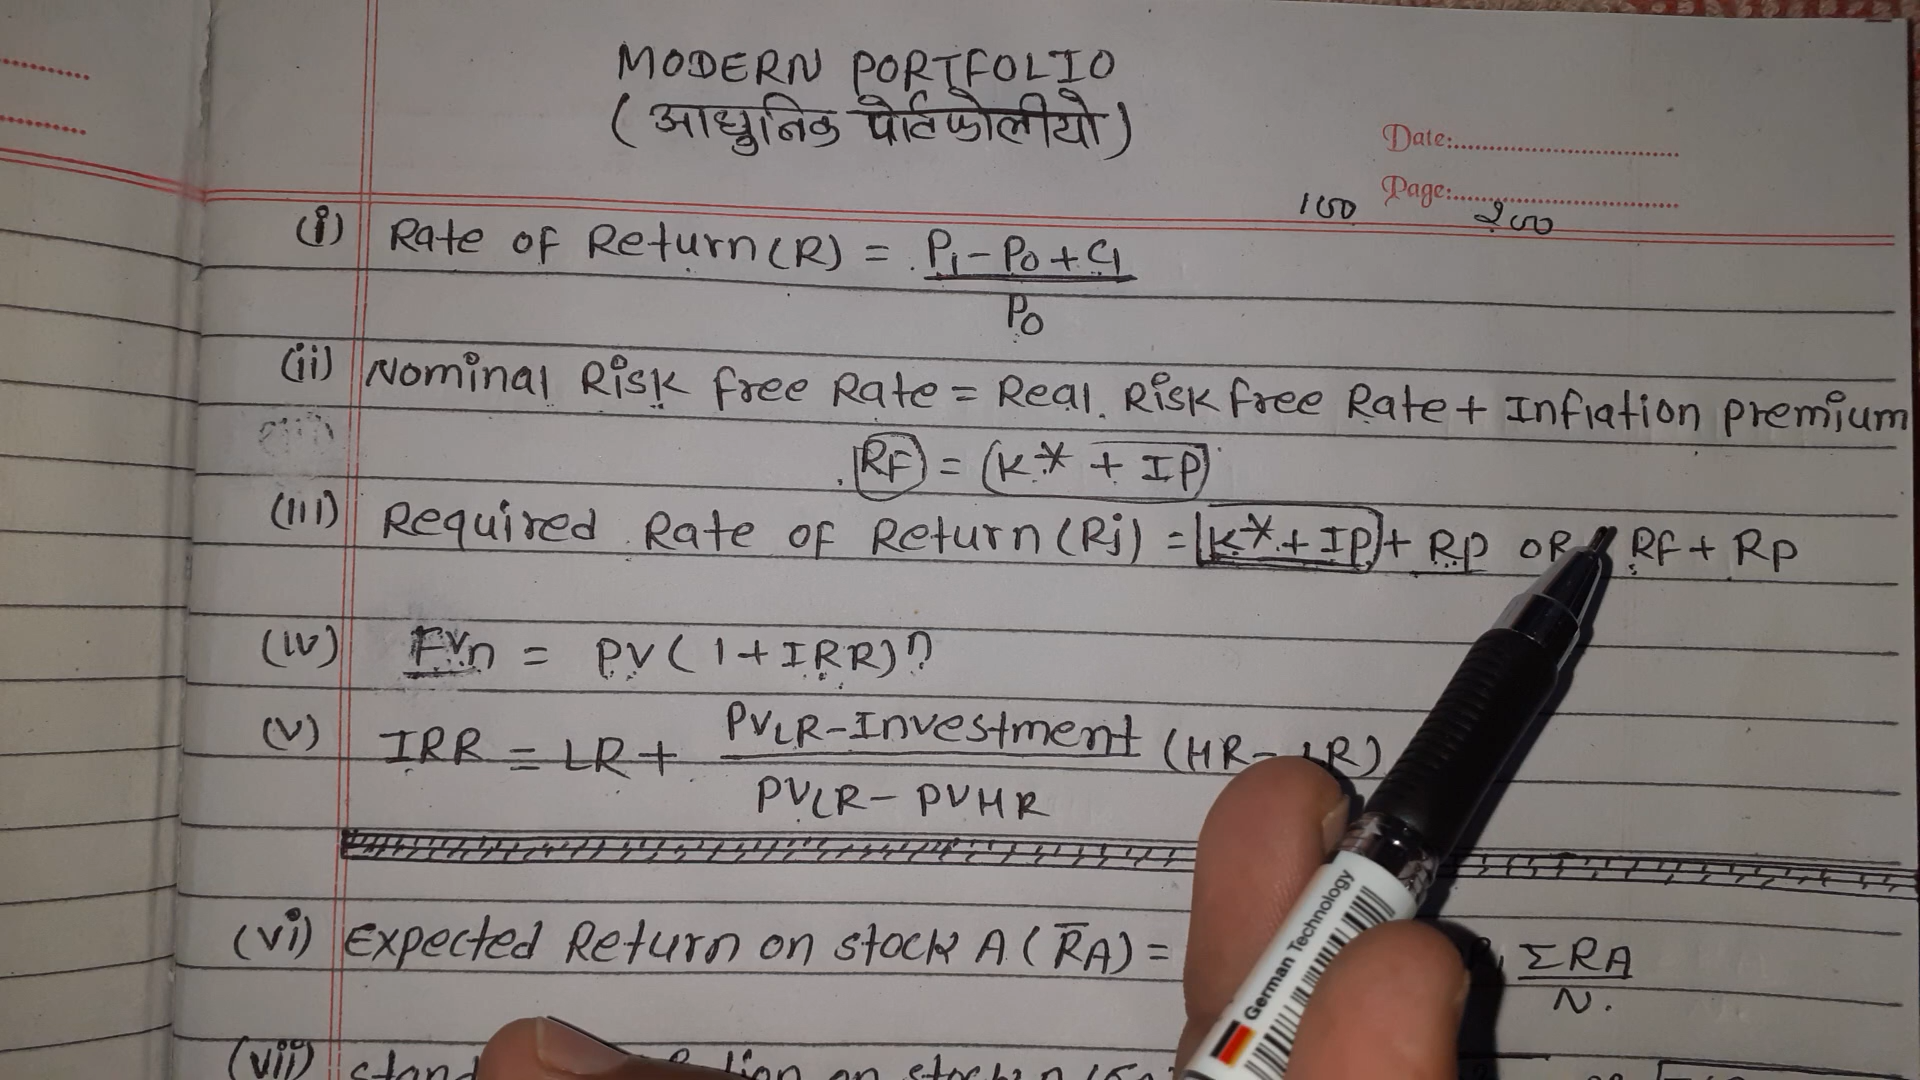 MODERN PORTFOLIO
(आधुनिक पोर्टफोलीयो)
Date:
Page:
100 200
(i) Rate of Return (R) = P1 - P0 + C1
P0
(ii) Nominal Risk free Rate = Real Risk free Rate + Inflation premium
RF = (K* + IP)
(iii) Required Rate of Return (Rj) = K* + IP + RP OR RF + RP
(iv) FVn = PV (1 + IRR)n
(v) IRR = LR + PVLR - Investment (HR - LR)
PVLR - PVHR
(vi) Expected Return on stock A (R̄A) = ΣRA
N.
(vii) on stock
German Technology